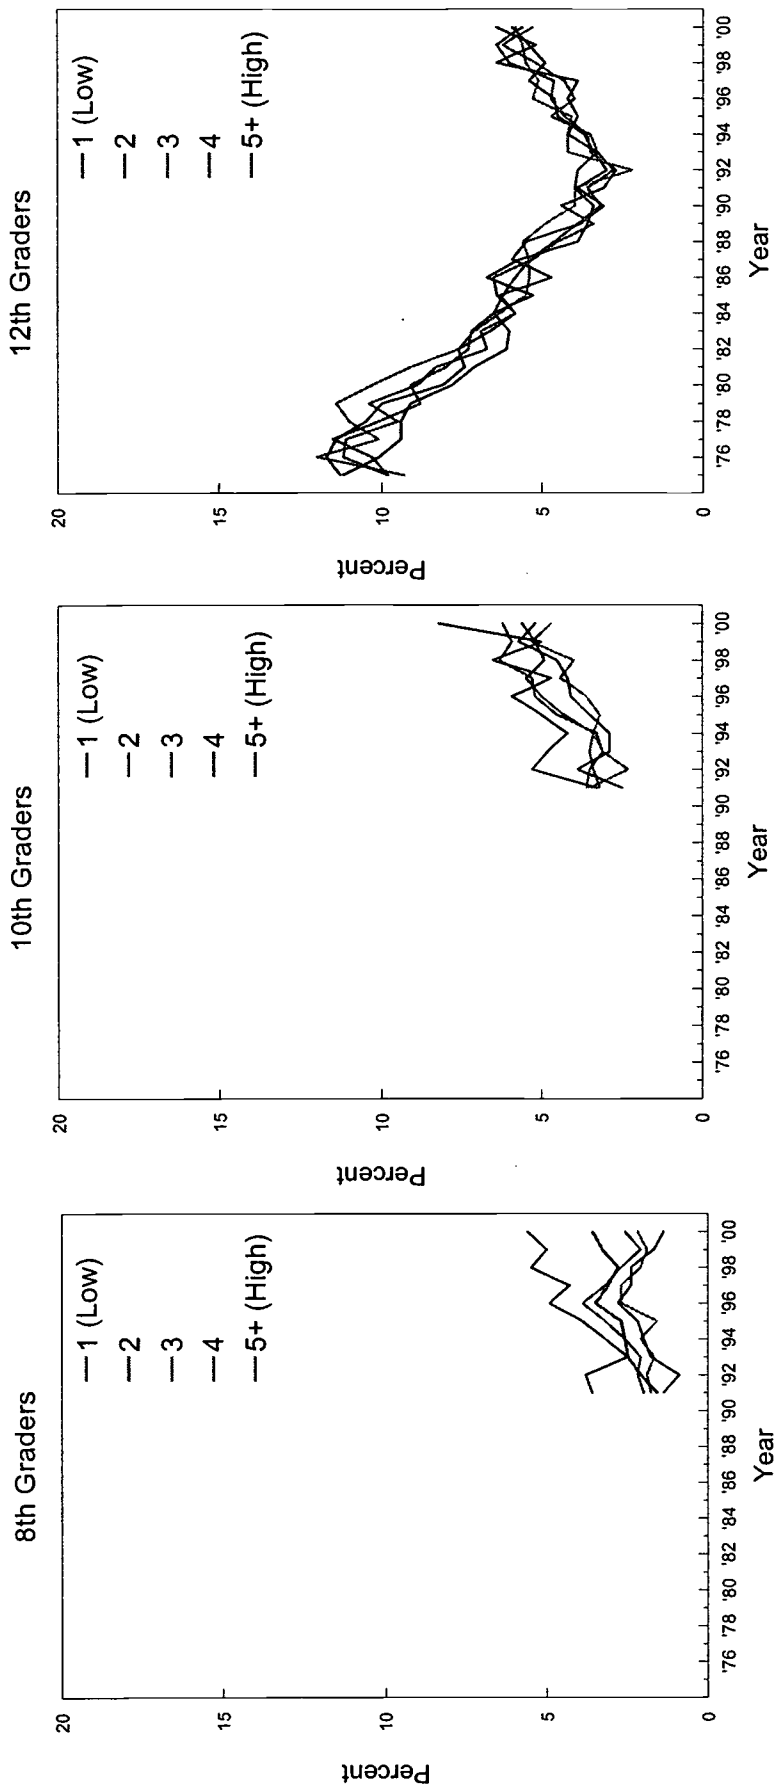 8th Graders
1 (Low)
2
3
4
5+ (High)
20
15
10
5
0
Percent
'76 '78 '80 '82 '84 '86 '88 '90 '92 '94 '96 '98 '00
Year
10th Graders
1 (Low)
2
3
4
5+ (High)
20
15
10
5
0
Percent
'76 '78 '80 '82 '84 '86 '88 '90 '92 '94 '96 '98 '00
Year
12th Graders
1 (Low)
2
3
4
5+ (High)
20
15
10
5
0
Percent
'76 '78 '80 '82 '84 '86 '88 '90 '92 '94 '96 '98 '00
Year